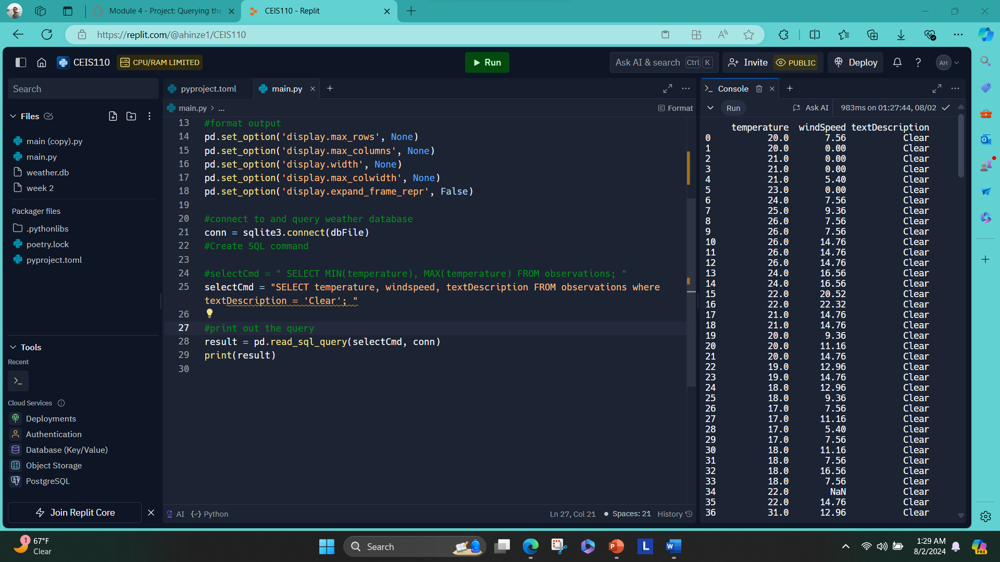 Module 4 - Project: Querying the
CEIS110 - Replit
https://replit.com/@ahinze1/CEIS110
CEIS110
CPU/RAM LIMITED
Run
Ask AI & search Ctrl K
Invite
PUBLIC
Deploy
AH
Search
Files
main (copy).py
main.py
weather.db
week 2
Packager files
.pythonlibs
poetry.lock
pyproject.toml
Tools
Recent
Cloud Services
Deployments
Authentication
Database (Key/Value)
Object Storage
PostgreSQL
Join Replit Core
pyproject.toml
main.py
main.py > ...
Format
13 #format output
14 pd.set_option('display.max_rows', None)
15 pd.set_option('display.max_columns', None)
16 pd.set_option('display.width', None)
17 pd.set_option('display.max_colwidth', None)
18 pd.set_option('display.expand_frame_repr', False)
19
20 #connect to and query weather database
21 conn = sqlite3.connect(dbFile)
22 #Create SQL command
23
24 #selectCmd = " SELECT MIN(temperature), MAX(temperature) FROM observations; "
25 selectCmd = "SELECT temperature, windspeed, textDescription FROM observations where
textDescription = 'Clear'; "
26
27 #print out the query
28 result = pd.read_sql_query(selectCmd, conn)
29 print(result)
30
AI
Python
Ln 27, Col 21
Spaces: 21
History
Console
Run
Ask AI
983ms on 01:27:44, 08/02
temperature windSpeed textDescription
0 20.0 7.56 Clear
1 20.0 0.00 Clear
2 21.0 0.00 Clear
3 21.0 0.00 Clear
4 21.0 5.40 Clear
5 23.0 0.00 Clear
6 24.0 7.56 Clear
7 25.0 9.36 Clear
8 26.0 7.56 Clear
9 26.0 7.56 Clear
10 26.0 14.76 Clear
11 26.0 14.76 Clear
12 26.0 14.76 Clear
13 24.0 16.56 Clear
14 24.0 16.56 Clear
15 22.0 20.52 Clear
16 22.0 22.32 Clear
17 21.0 14.76 Clear
18 21.0 14.76 Clear
19 20.0 9.36 Clear
20 20.0 11.16 Clear
21 20.0 14.76 Clear
22 19.0 12.96 Clear
23 19.0 14.76 Clear
24 18.0 12.96 Clear
25 18.0 9.36 Clear
26 17.0 7.56 Clear
27 17.0 11.16 Clear
28 17.0 5.40 Clear
29 17.0 7.56 Clear
30 18.0 11.16 Clear
31 18.0 7.56 Clear
32 18.0 16.56 Clear
33 18.0 7.56 Clear
34 22.0 NaN Clear
35 22.0 14.76 Clear
36 31.0 12.96 Clear
1
67°F
Clear
Search
1:29 AM
8/2/2024
PRE